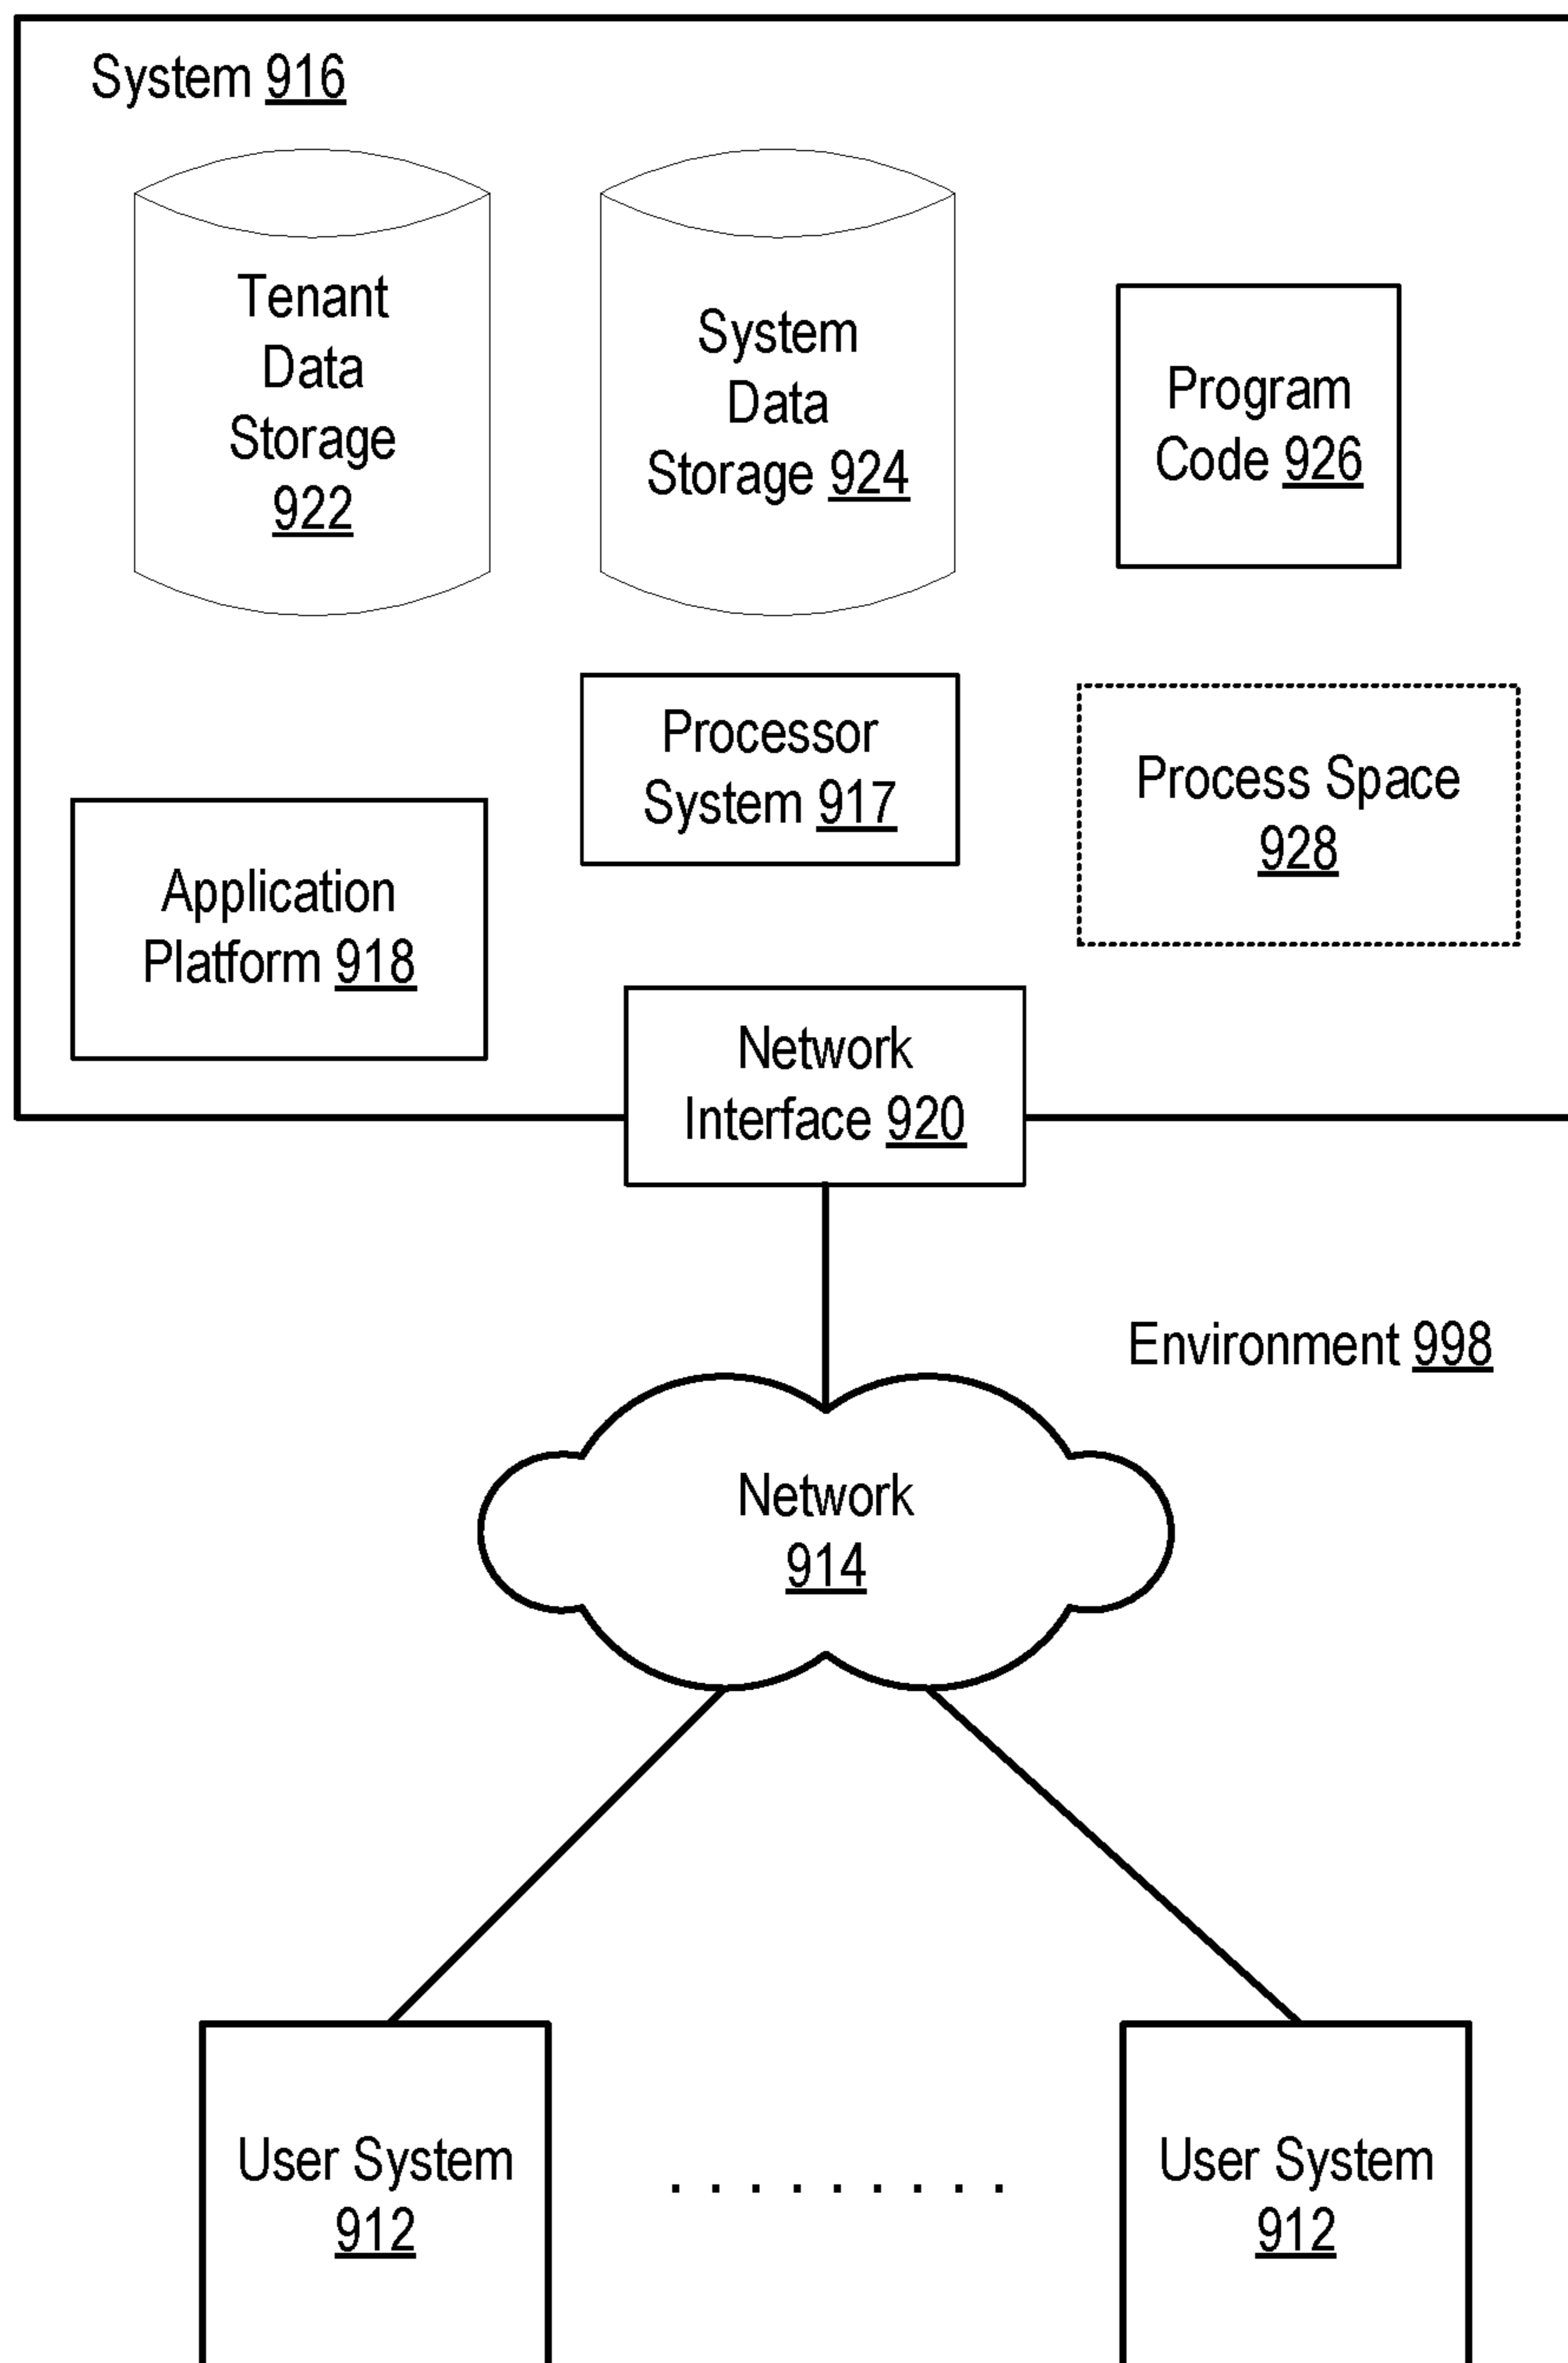 System 916
Tenant
Data
Storage
922
System
Data
Storage 924
Program
Code 926
Processor
System 917
Process Space
928
Application
Platform 918
Network
Interface 920
Environment 998
Network
914
User System
912
. . . . . . . . .
User System
912